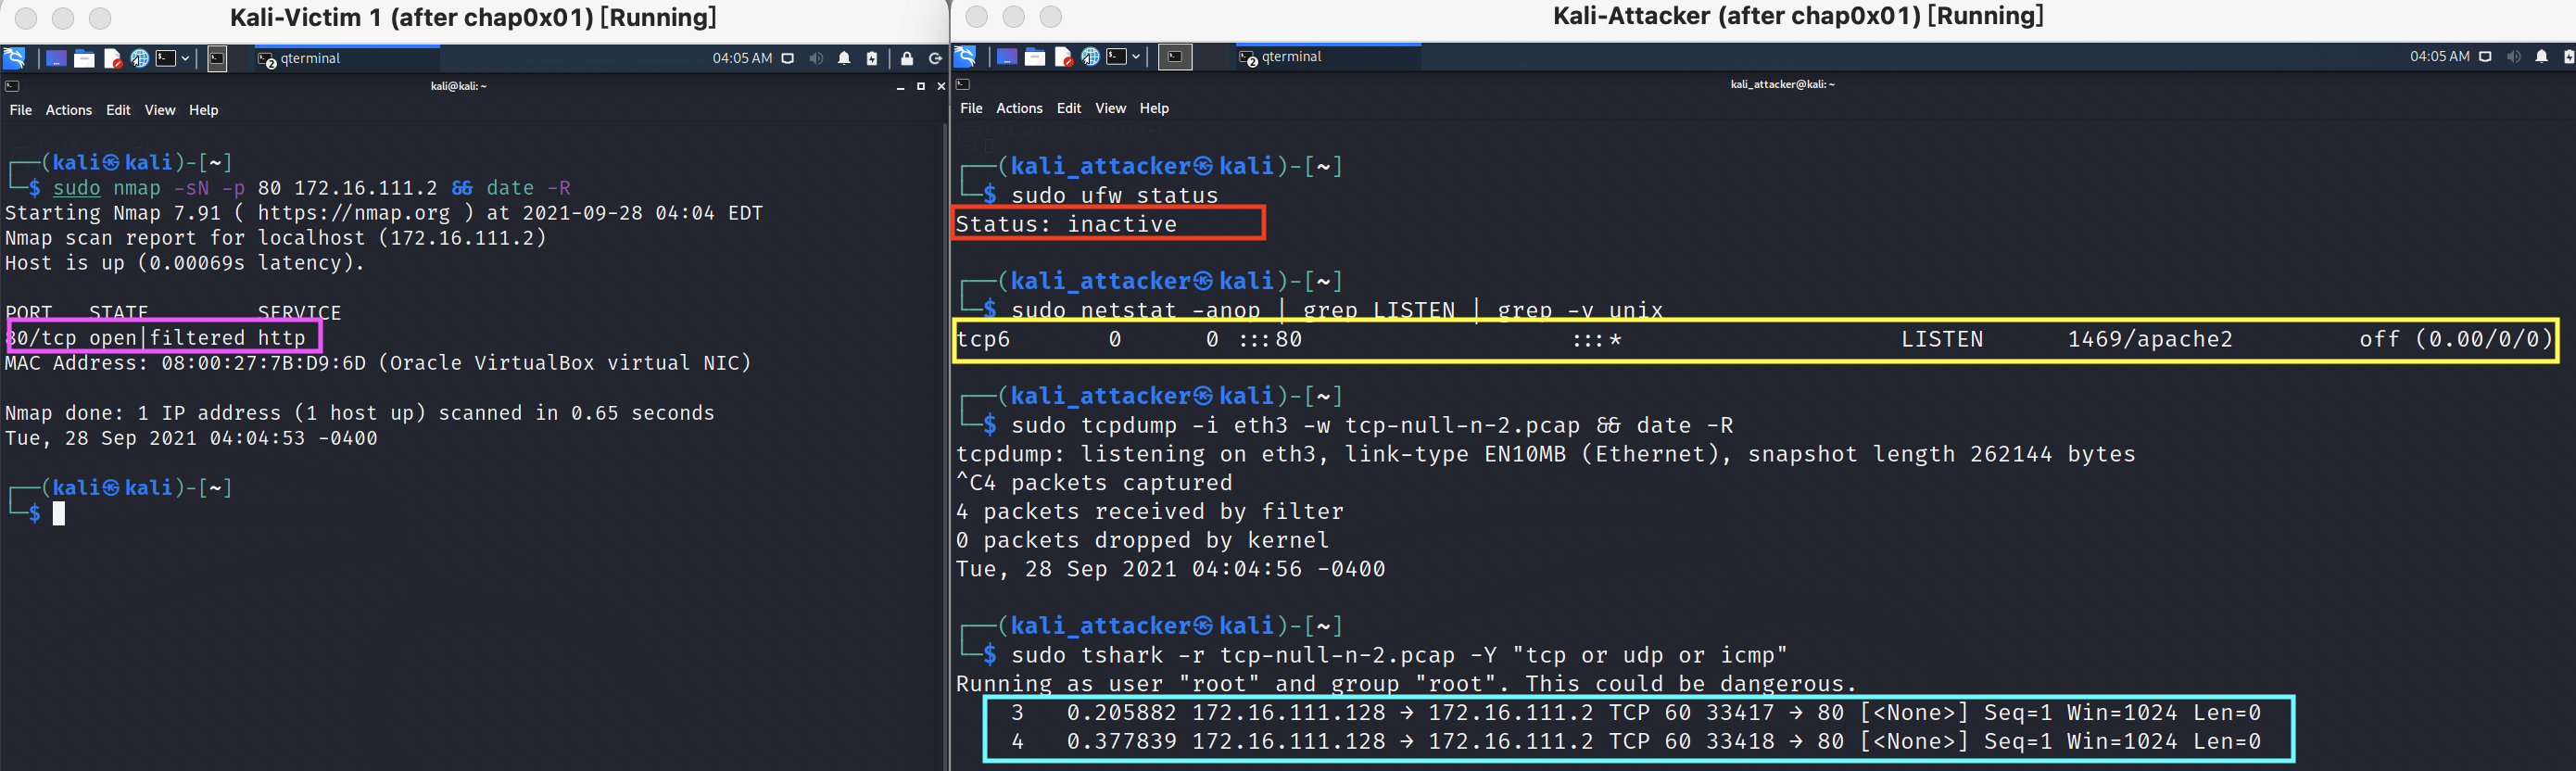 Kali-Victim 1 (after chap0x01) [Running]
2 qterminal
04:05 AM
kali@kali: ~
File Actions Edit View Help
┌──(kali㉿kali)-[~]
└─$ sudo nmap -sN -p 80 172.16.111.2 && date -R
Starting Nmap 7.91 ( https://nmap.org ) at 2021-09-28 04:04 EDT
Nmap scan report for localhost (172.16.111.2)
Host is up (0.00069s latency).
PORT STATE SERVICE
80/tcp open|filtered http
MAC Address: 08:00:27:7B:D9:6D (Oracle VirtualBox virtual NIC)
Nmap done: 1 IP address (1 host up) scanned in 0.65 seconds
Tue, 28 Sep 2021 04:04:53 -0400
┌──(kali㉿kali)-[~]
└─$
Kali-Attacker (after chap0x01) [Running]
2 qterminal
04:05 AM
kali_attacker@kali: ~
File Actions Edit View Help
┌──(kali_attacker㉿kali)-[~]
└─$ sudo ufw status
Status: inactive
┌──(kali_attacker㉿kali)-[~]
└─$ sudo netstat -anop | grep LISTEN | grep -v unix
tcp6 0 0 :::80 :::* LISTEN 1469/apache2 off (0.00/0/0)
┌──(kali_attacker㉿kali)-[~]
└─$ sudo tcpdump -i eth3 -w tcp-null-n-2.pcap && date -R
tcpdump: listening on eth3, link-type EN10MB (Ethernet), snapshot length 262144 bytes
^C4 packets captured
4 packets received by filter
0 packets dropped by kernel
Tue, 28 Sep 2021 04:04:56 -0400
┌──(kali_attacker㉿kali)-[~]
└─$ sudo tshark -r tcp-null-n-2.pcap -Y "tcp or udp or icmp"
Running as user "root" and group "root". This could be dangerous.
3 0.205882 172.16.111.128 → 172.16.111.2 TCP 60 33417 → 80 [<None>] Seq=1 Win=1024 Len=0
4 0.377839 172.16.111.128 → 172.16.111.2 TCP 60 33418 → 80 [<None>] Seq=1 Win=1024 Len=0